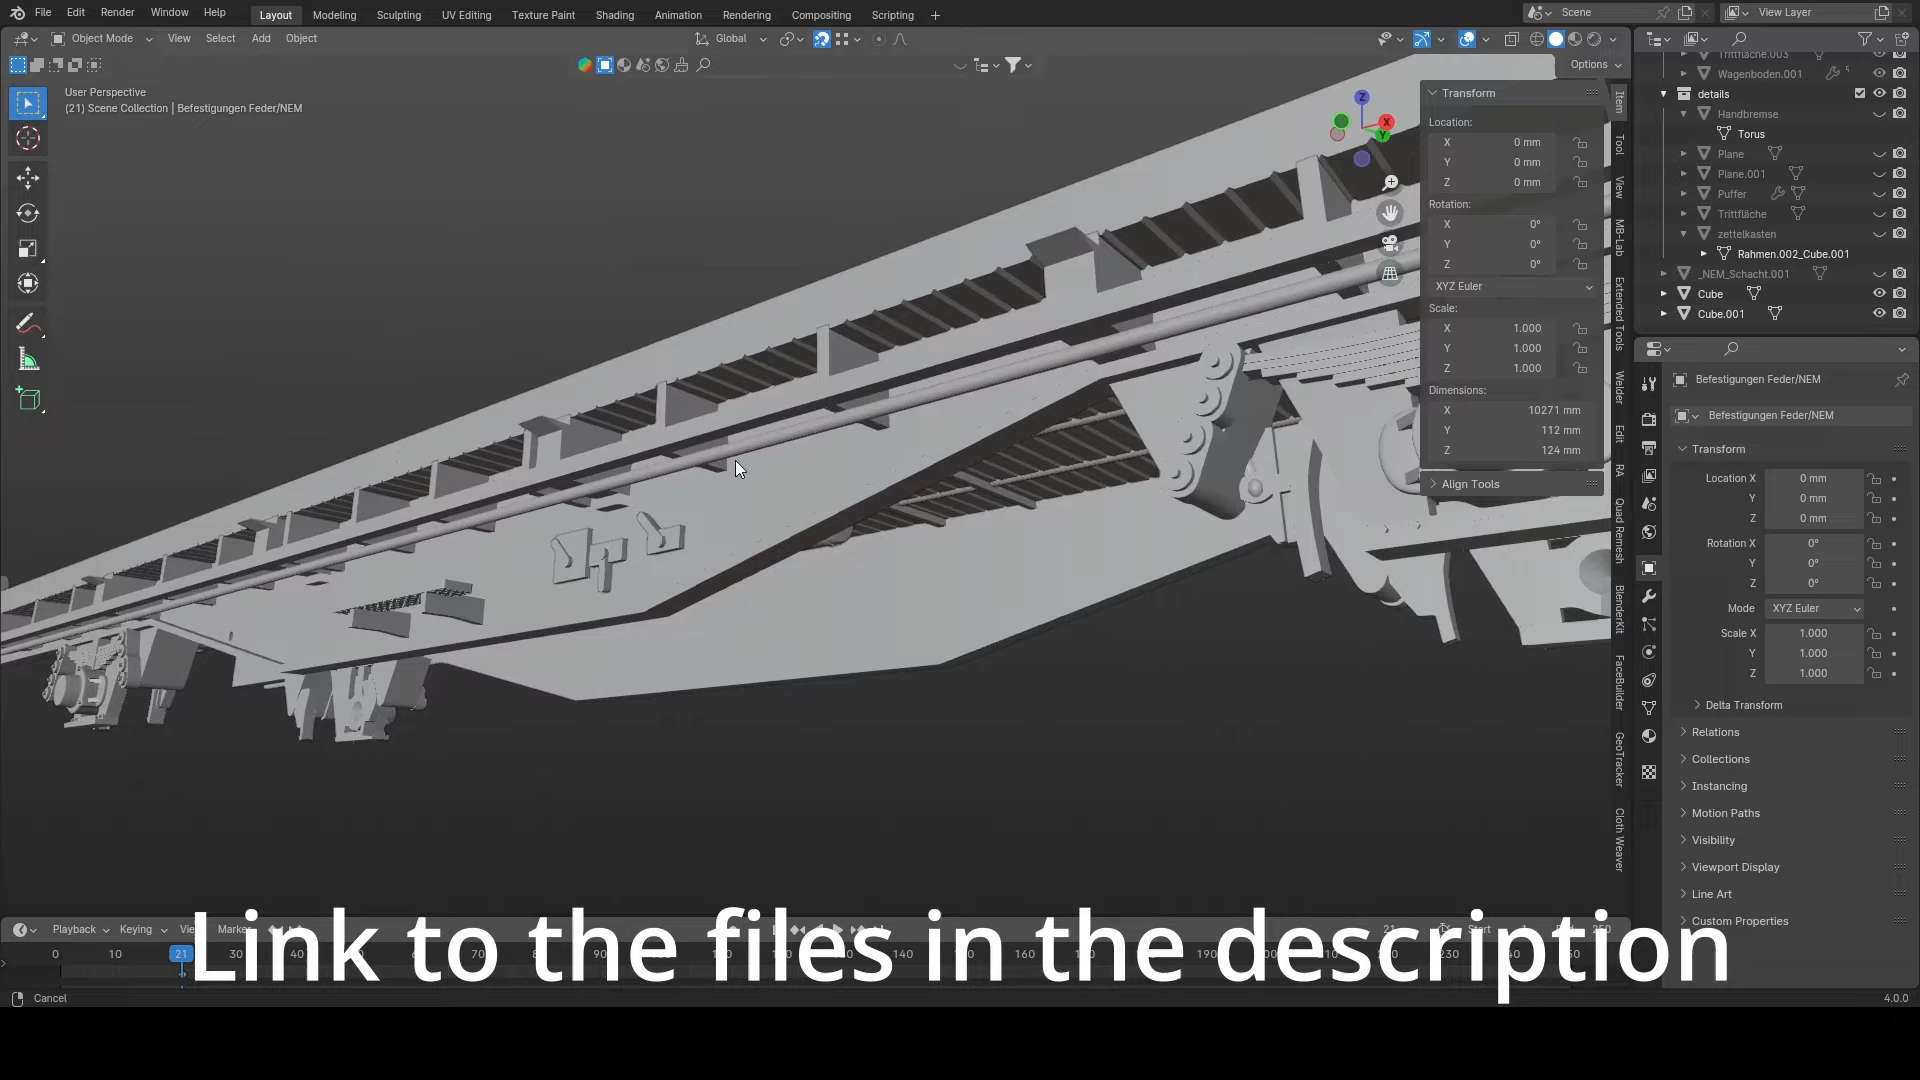 File Edit Render Window Help Layout Modeling Sculpting UV Editing Texture Paint Shading Animation Rendering Compositing Scripting + Scene View Layer
Object Mode View Select Add Object Global
Options
User Perspective
(21) Scene Collection | Befestigungen Feder/NEM
Transform
Location:
X 0 mm
Y 0 mm
Z 0 mm
Rotation:
X 0°
Y 0°
Z 0°
XYZ Euler
Scale:
X 1.000
Y 1.000
Z 1.000
Dimensions:
X 10271 mm
Y 112 mm
Z 124 mm
Align Tools
Z
X
Y
Item
Tool
View
MB-Lab
Extended Tools
Welder
Edit
RA
Quad Remesh
BlenderKit
FaceBuilder
GeoTracker
Cloth Weaver
Trittfläche.003
Wagenboden.001
details
Handbremse
Torus
Plane
Plane.001
Puffer
Trittfläche
zettelkasten
Rahmen.002_Cube.001
_NEM_Schacht.001
Cube
Cube.001
Befestigungen Feder/NEM
Befestigungen Feder/NEM
Transform
Location X 0 mm
Y 0 mm
Z 0 mm
Rotation X 0°
Y 0°
Z 0°
Mode XYZ Euler
Scale X 1.000
Y 1.000
Z 1.000
Delta Transform
Relations
Collections
Instancing
Motion Paths
Visibility
Viewport Display
Line Art
Custom Properties
Playback Keying Marker
0 10 21 30 40
Link to the files in the description
Cancel
4.0.0